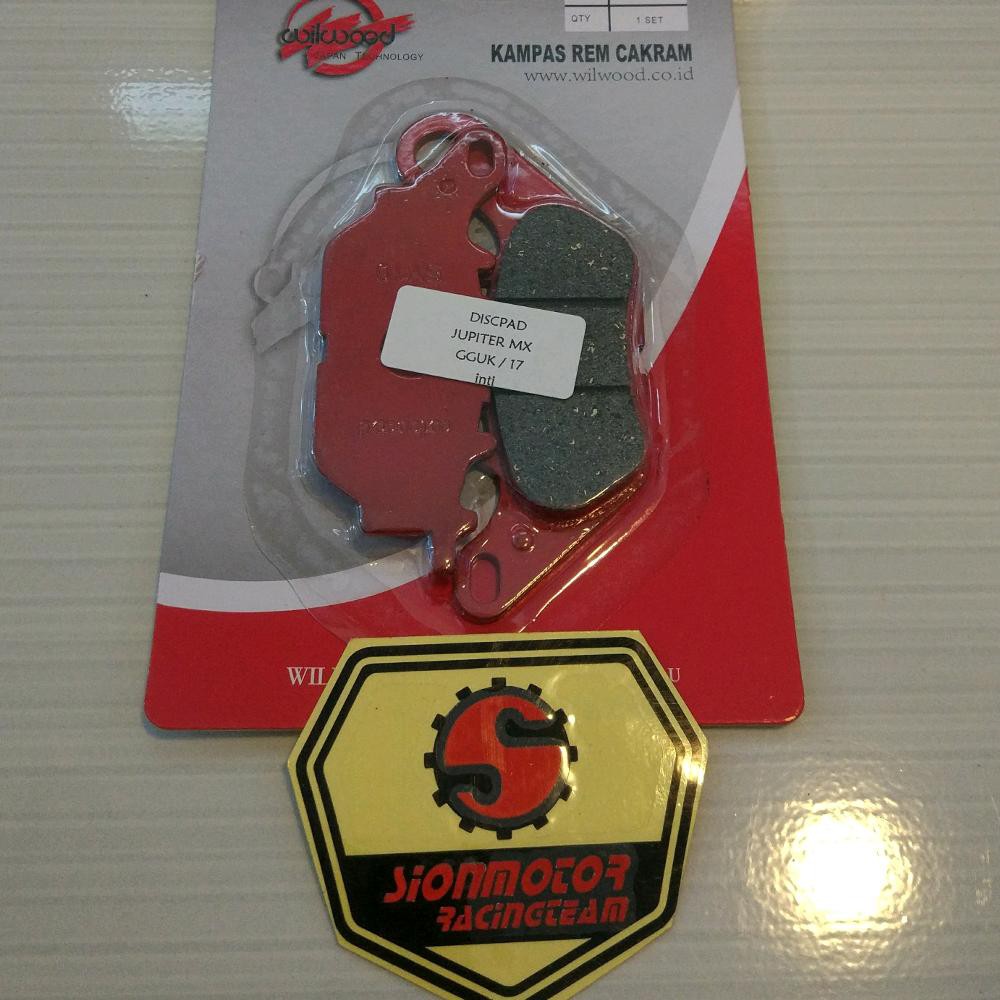 wilwood
JAPAN TECHNOLOGY
QTY 1 SET
KAMPAS REM CAKRAM
www.wilwood.co.id
DISCPAD
JUPITER MX
GGUK / 17
inti
SIONMOTOR
RACINGTEAM